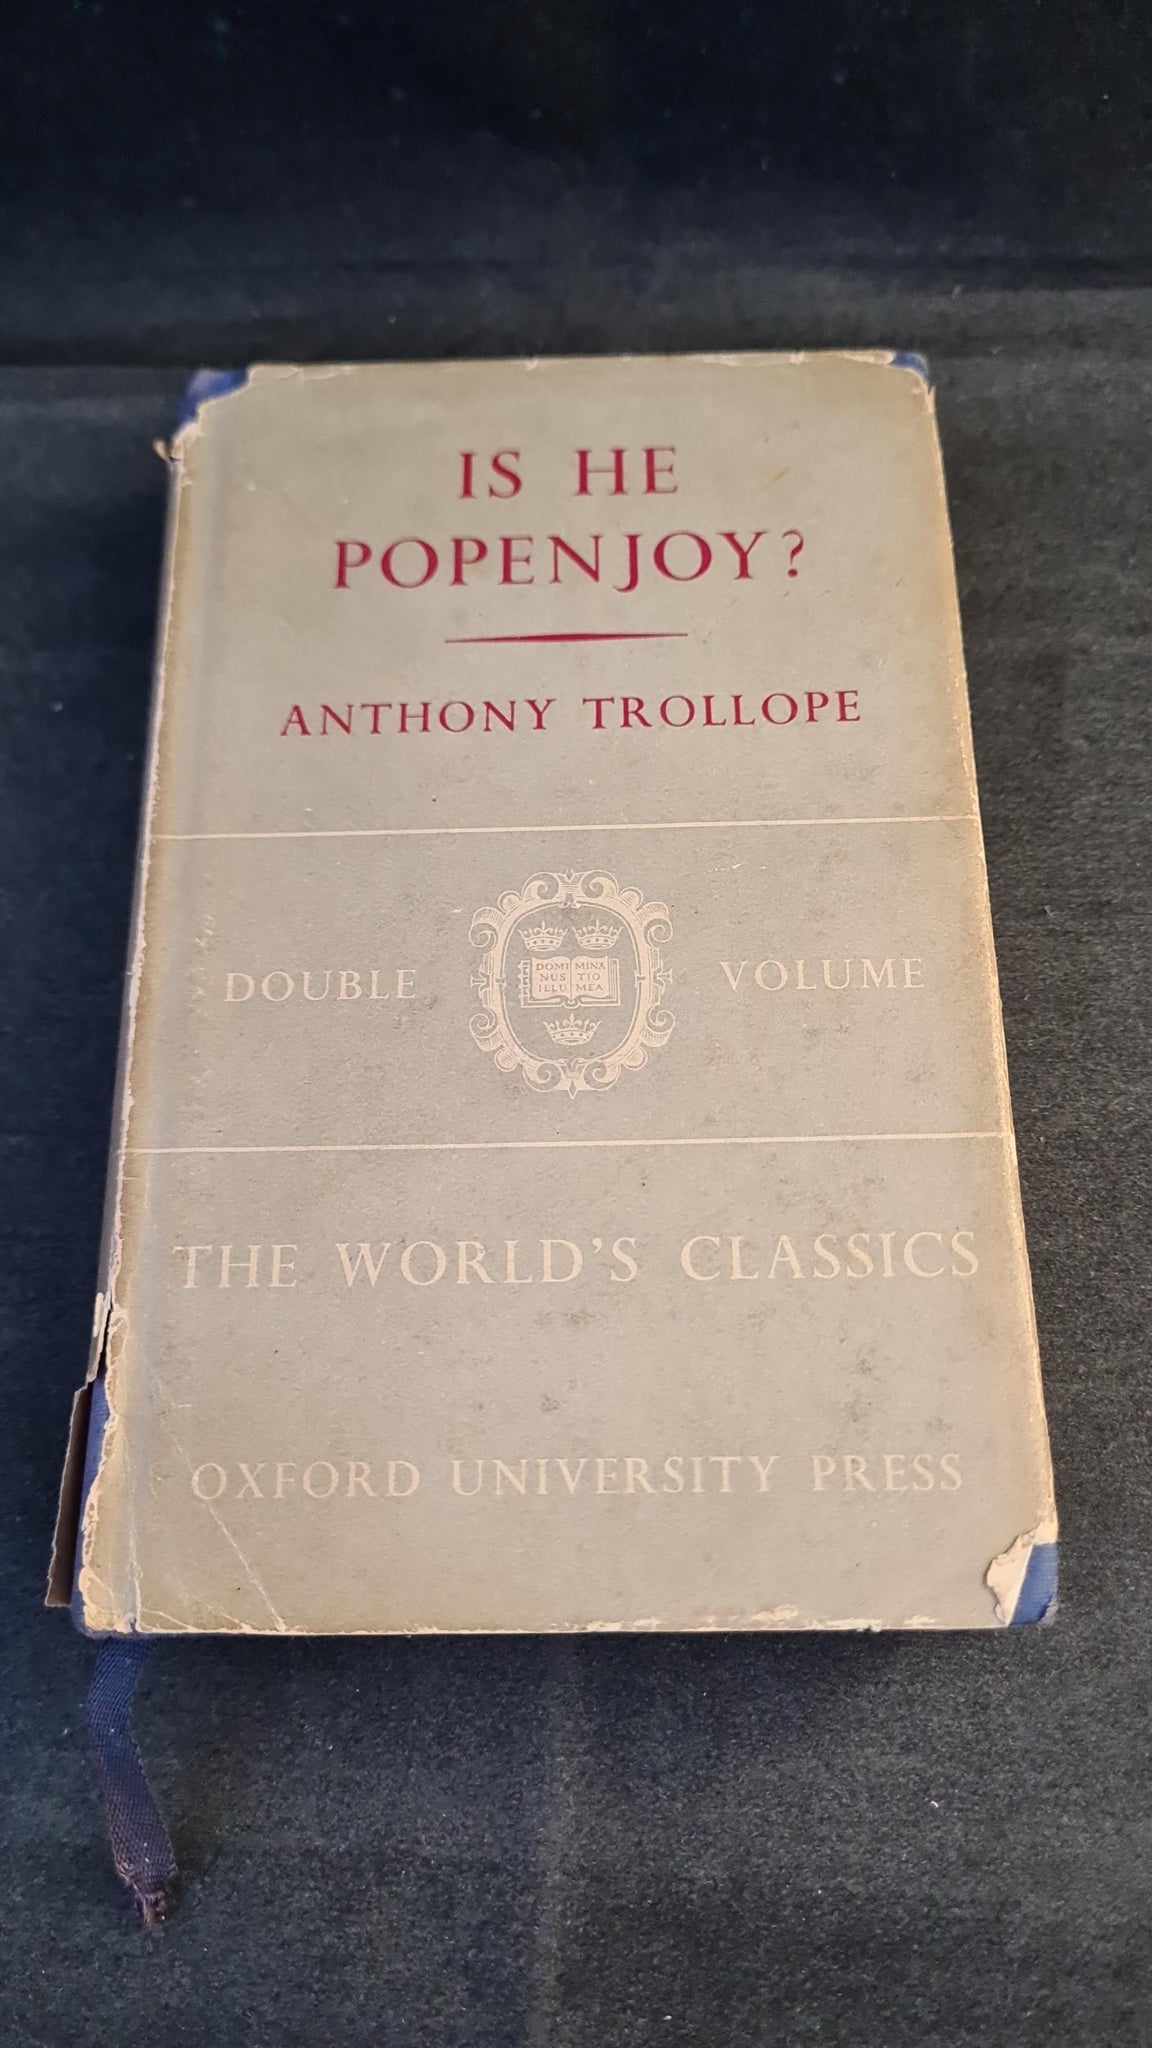 IS HE
POPENJOY?
ANTHONY TROLLOPE
DOUBLE VOLUME
DOMI MINA
NUS TIO
ILLU MEA
THE WORLD'S CLASSICS
OXFORD UNIVERSITY PRESS